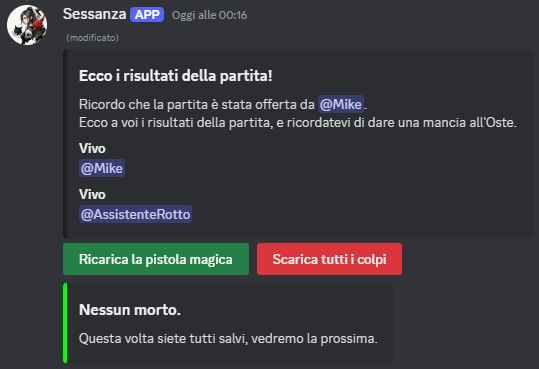 Sessanza APP Oggi alle 00:16
(modificato)
Ecco i risultati della partita!
Ricordo che la partita è stata offerta da @Mike.
Ecco a voi i risultati della partita, e ricordatevi di dare una mancia all'Oste.
Vivo
@Mike
Vivo
@AssistenteRotto
Ricarica la pistola magica Scarica tutti i colpi
Nessun morto.
Questa volta siete tutti salvi, vedremo la prossima.